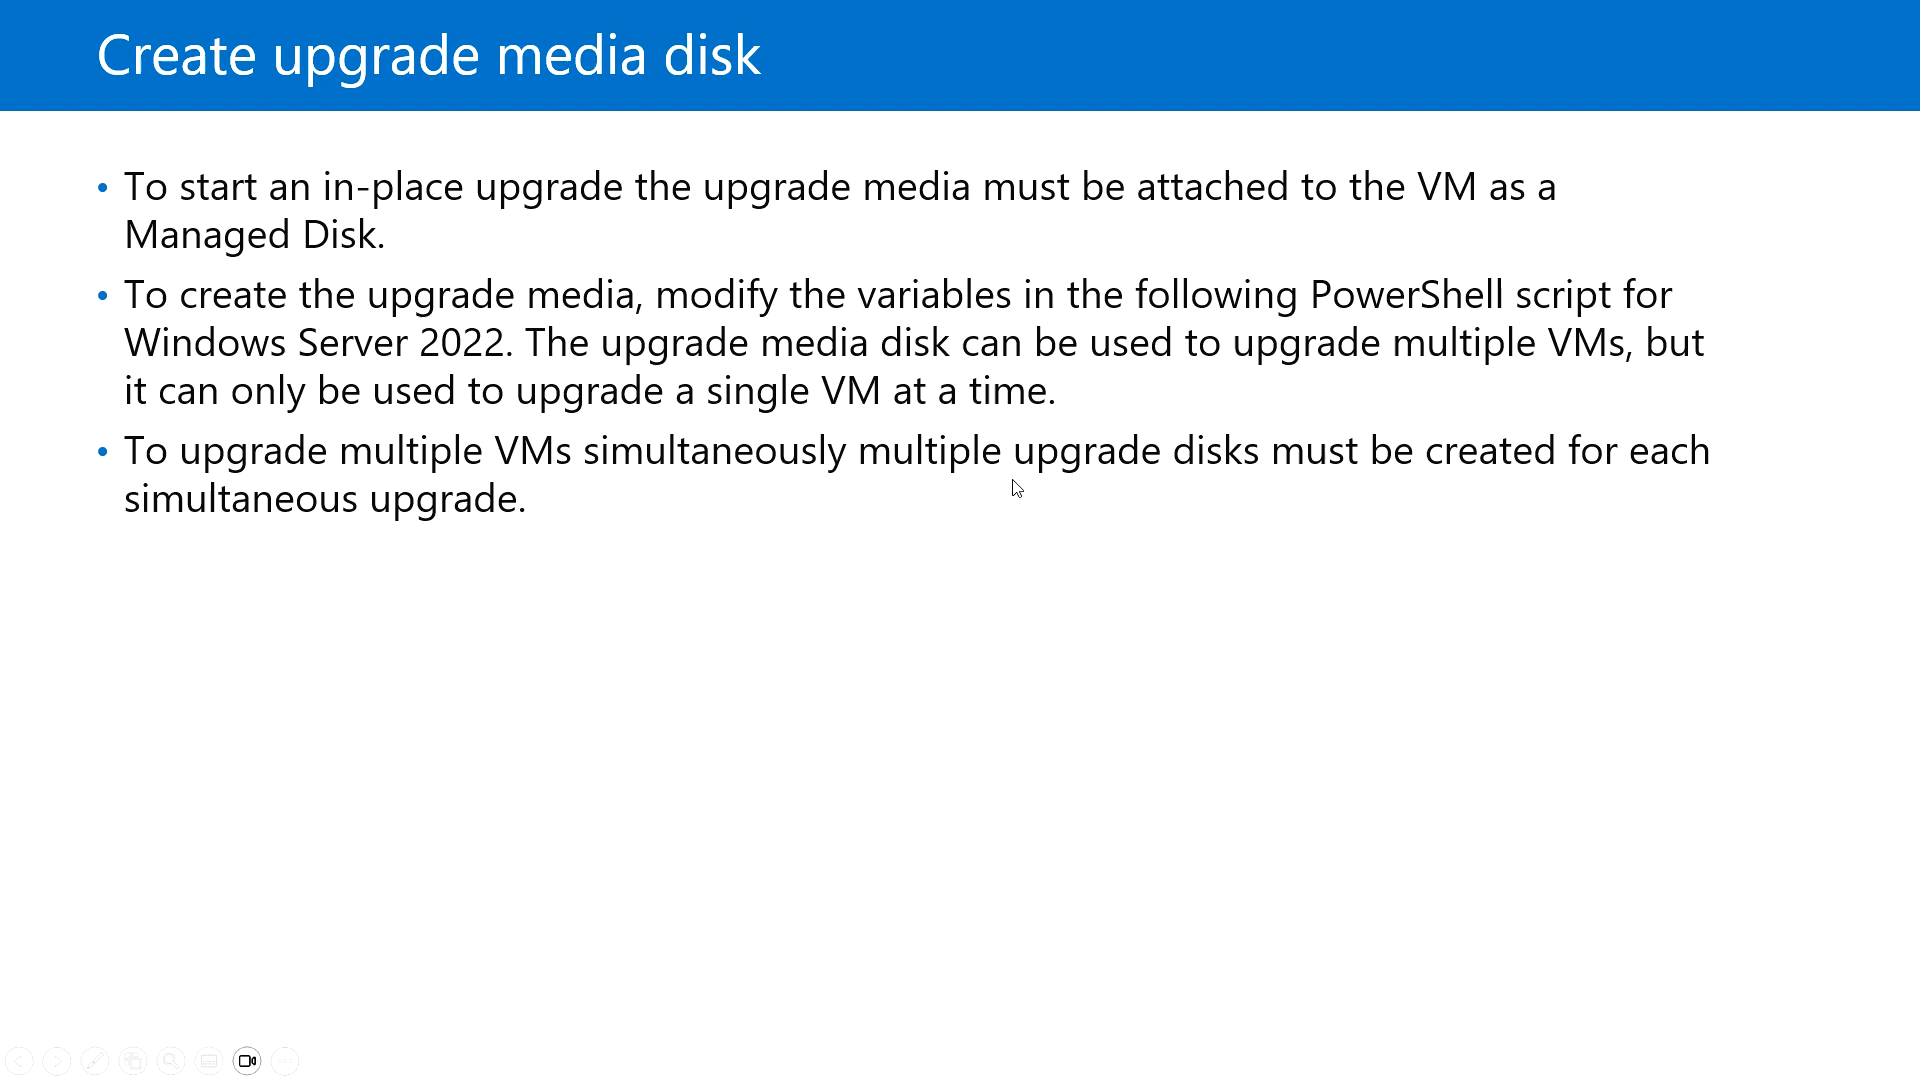 Create upgrade media disk
• To start an in-place upgrade the upgrade media must be attached to the VM as a
Managed Disk.
• To create the upgrade media, modify the variables in the following PowerShell script for
Windows Server 2022. The upgrade media disk can be used to upgrade multiple VMs, but
it can only be used to upgrade a single VM at a time.
• To upgrade multiple VMs simultaneously multiple upgrade disks must be created for each
simultaneous upgrade.